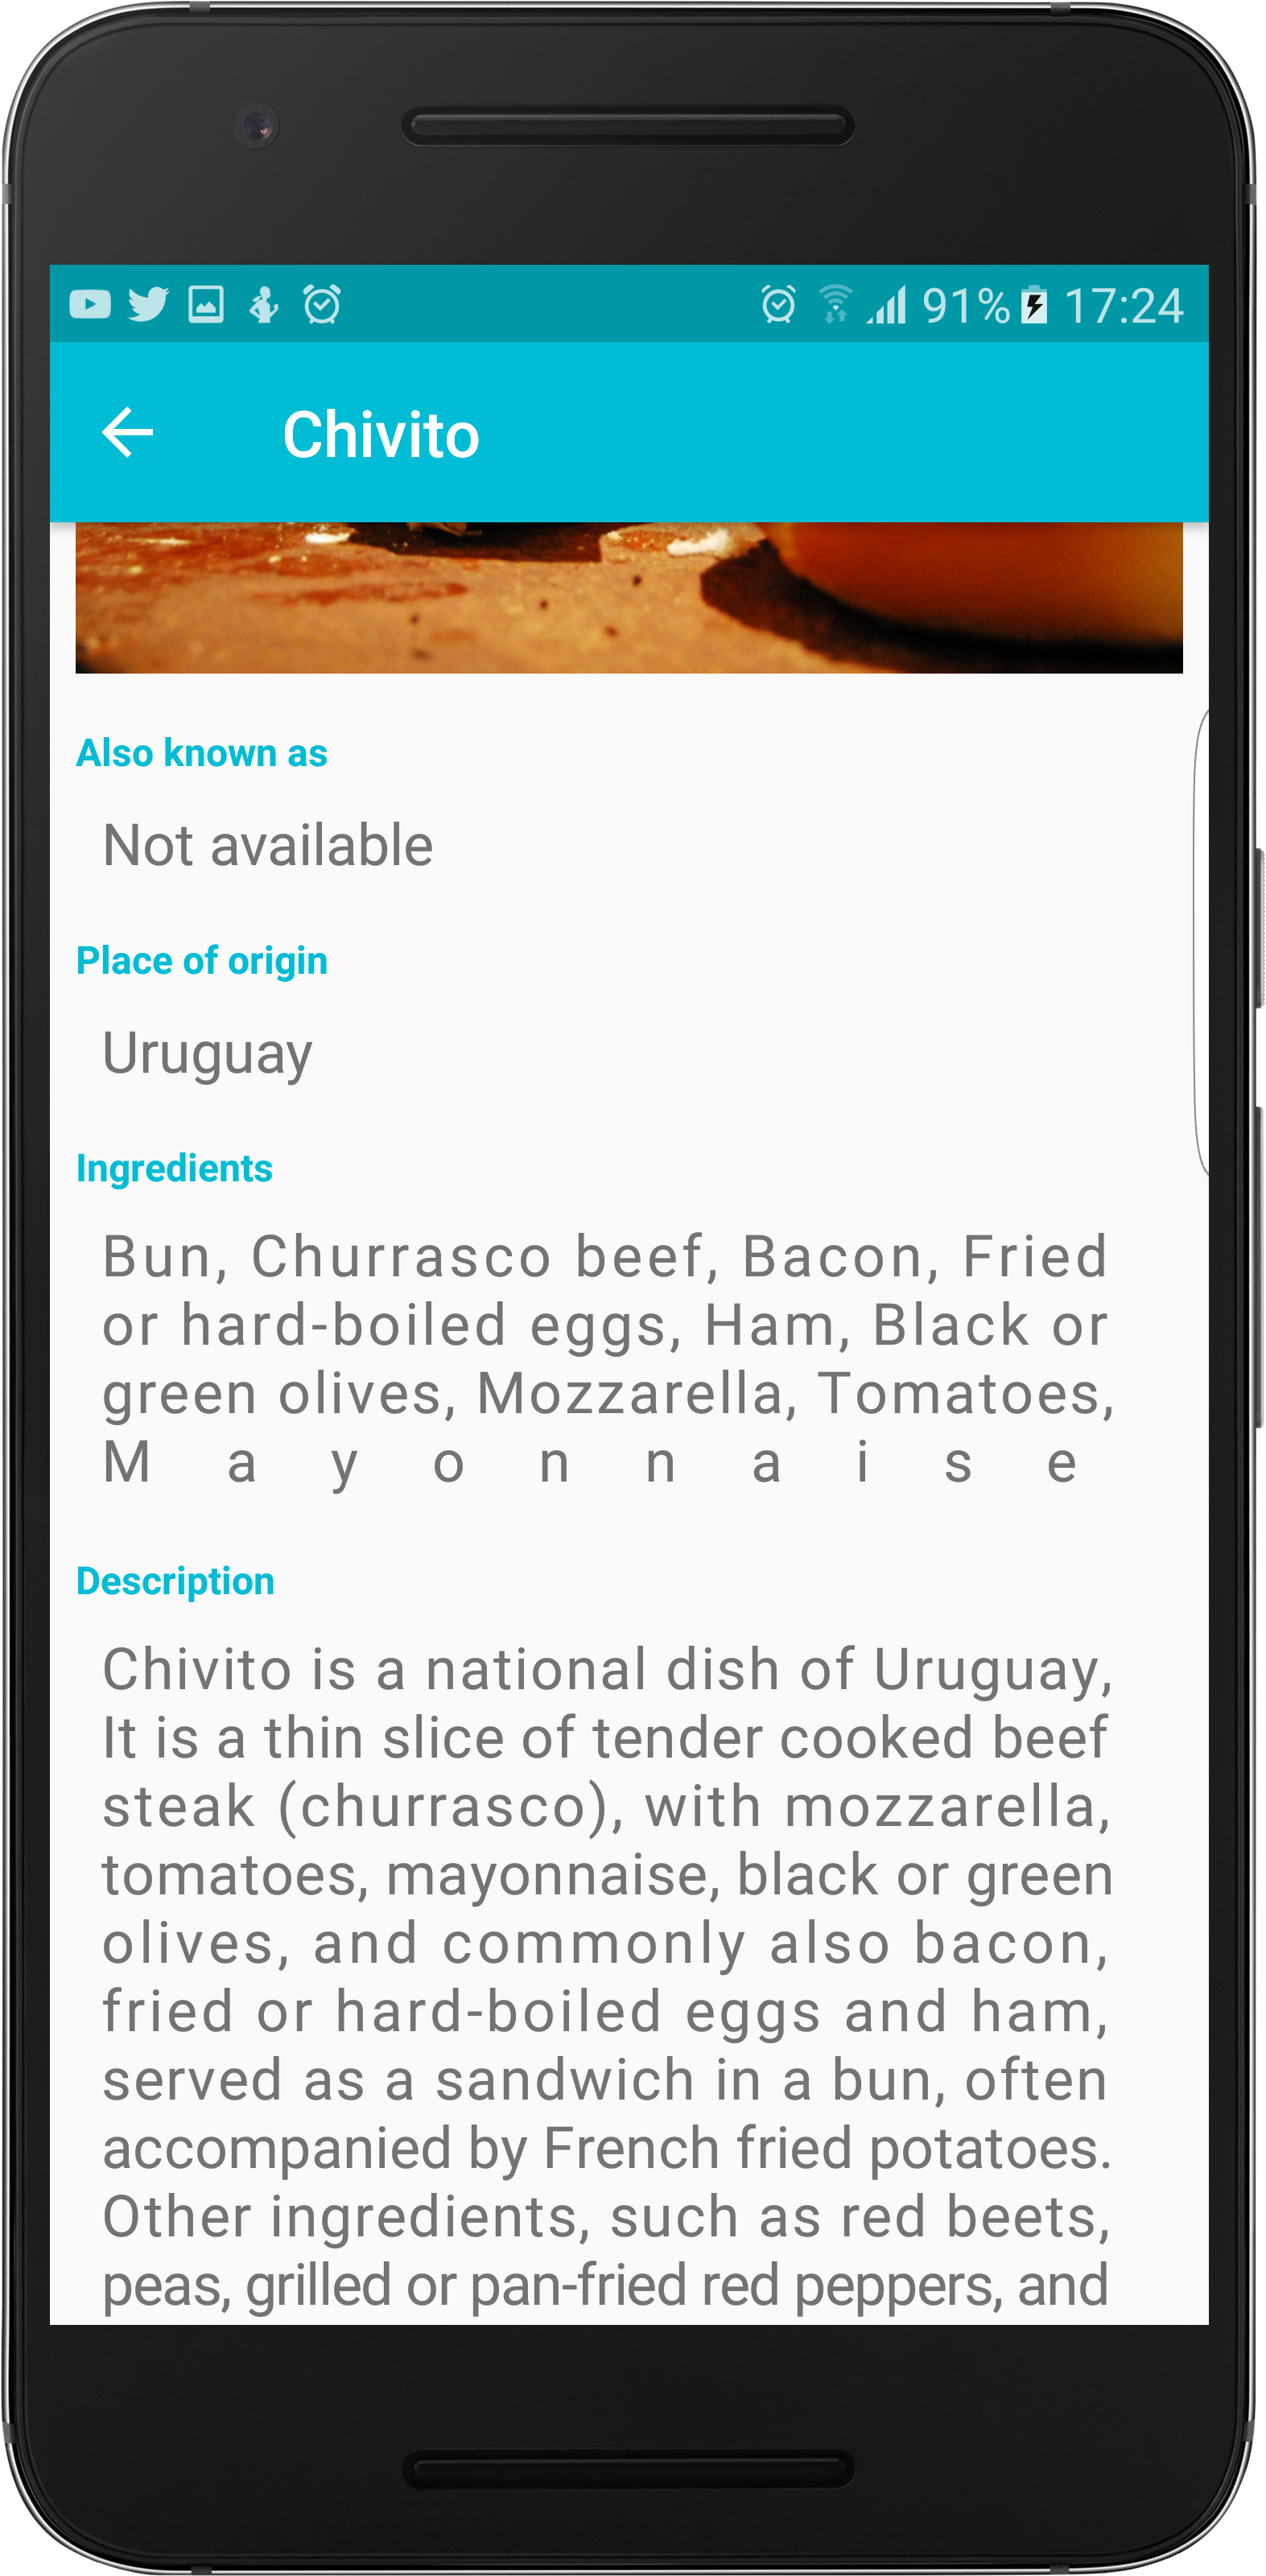 91% 17:24
Chivito
Also known as
Not available
Place of origin
Uruguay
Ingredients
Bun, Churrasco beef, Bacon, Fried
or hard-boiled eggs, Ham, Black or
green olives, Mozzarella, Tomatoes,
Mayonnaise
Description
Chivito is a national dish of Uruguay,
It is a thin slice of tender cooked beef
steak (churrasco), with mozzarella,
tomatoes, mayonnaise, black or green
olives, and commonly also bacon,
fried or hard-boiled eggs and ham,
served as a sandwich in a bun, often
accompanied by French fried potatoes.
Other ingredients, such as red beets,
peas, grilled or pan-fried red peppers, and